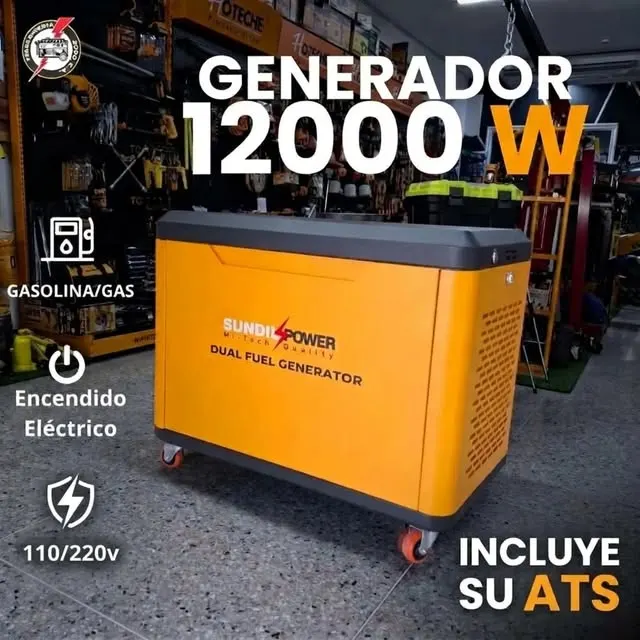 HOTECHE
GENERADOR
12000 W
GASOLINA/GAS
Encendido
Eléctrico
110/220v
SUNDIL POWER
Hi-Tech Quality
DUAL FUEL GENERATOR
INCLUYE
SU ATS